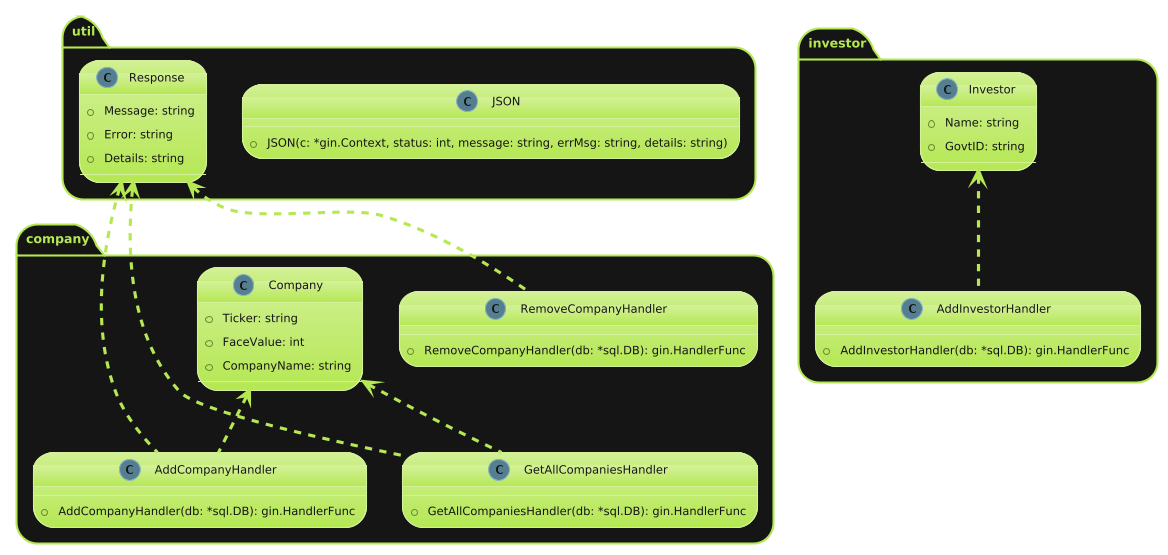 util
C Response
Message: string
Error: string
Details: string
C JSON
JSON(c: *gin.Context, status: int, message: string, errMsg: string, details: string)
investor
C Investor
Name: string
GovtID: string
C AddInvestorHandler
AddInvestorHandler(db: *sql.DB): gin.HandlerFunc
company
C Company
Ticker: string
FaceValue: int
CompanyName: string
C RemoveCompanyHandler
RemoveCompanyHandler(db: *sql.DB): gin.HandlerFunc
C AddCompanyHandler
AddCompanyHandler(db: *sql.DB): gin.HandlerFunc
C GetAllCompaniesHandler
GetAllCompaniesHandler(db: *sql.DB): gin.HandlerFunc